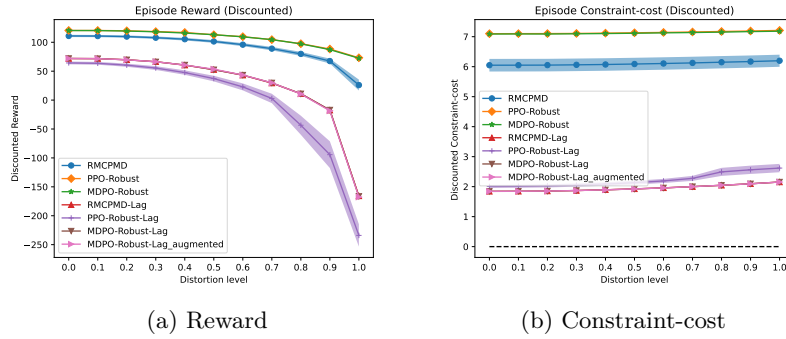 Episode Reward (Discounted)
Discounted Reward
100
50
0
−50
−100
−150
−200
−250
RMCPMD
PPO-Robust
MDPO-Robust
RMCPMD-Lag
PPO-Robust-Lag
MDPO-Robust-Lag
MDPO-Robust-Lag_augmented
0.0 0.1 0.2 0.3 0.4 0.5 0.6 0.7 0.8 0.9 1.0
Distortion level
(a) Reward
Episode Constraint-cost (Discounted)
Discounted Constraint-cost
7
6
5
4
3
2
1
0
RMCPMD
PPO-Robust
MDPO-Robust
RMCPMD-Lag
PPO-Robust-Lag
MDPO-Robust-Lag
MDPO-Robust-Lag_augmented
0.0 0.1 0.2 0.3 0.4 0.5 0.6 0.7 0.8 0.9 1.0
Distortion level
(b) Constraint-cost